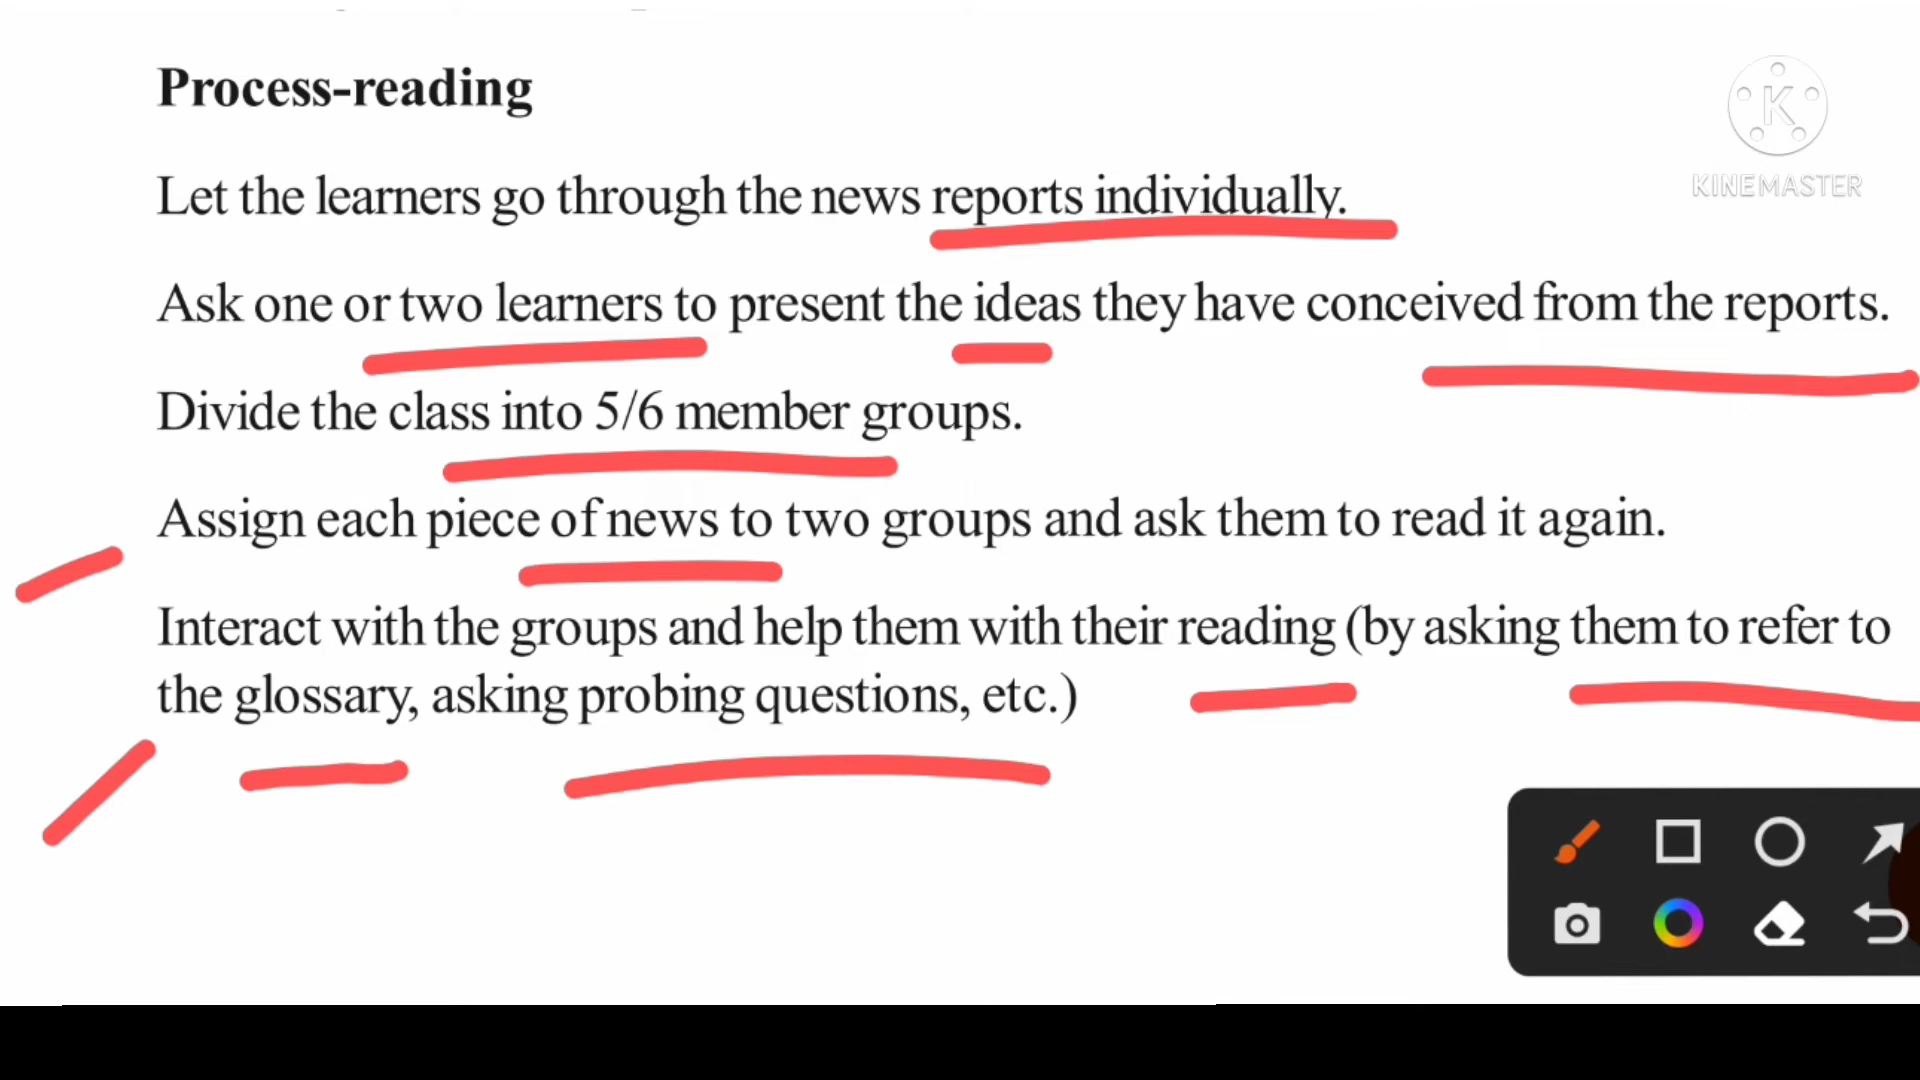 Process-reading
KINEMASTER
Let the learners go through the news reports individually.
Ask one or two learners to present the ideas they have conceived from the reports.
Divide the class into 5/6 member groups.
Assign each piece of news to two groups and ask them to read it again.
Interact with the groups and help them with their reading (by asking them to refer to
the glossary, asking probing questions, etc.)